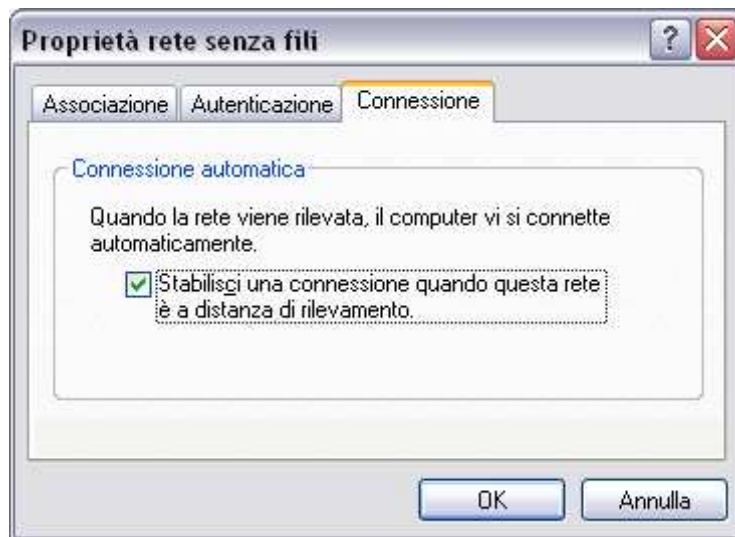 Proprietà rete senza fili
Associazione Autenticazione Connessione
Connessione automatica
Quando la rete viene rilevata, il computer vi si connette
automaticamente.
Stabilisci una connessione quando questa rete
è a distanza di rilevamento.
OK Annulla